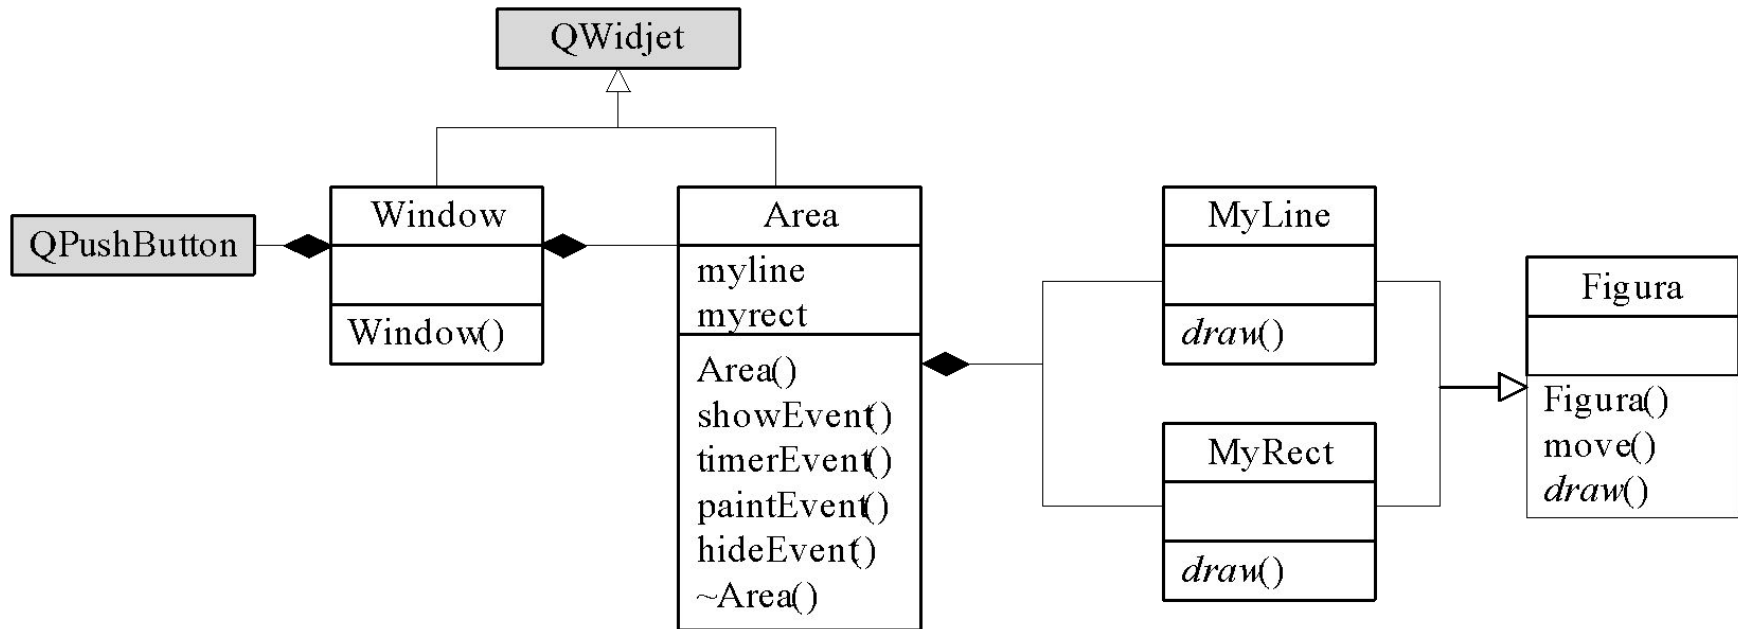 QWidjet
QPushButton
Window
Window()
Area
myline
myrect
Area()
showEvent()
timerEvent()
paintEvent()
hideEvent()
~Area()
MyLine
draw()
MyRect
draw()
Figura
Figura()
move()
draw()